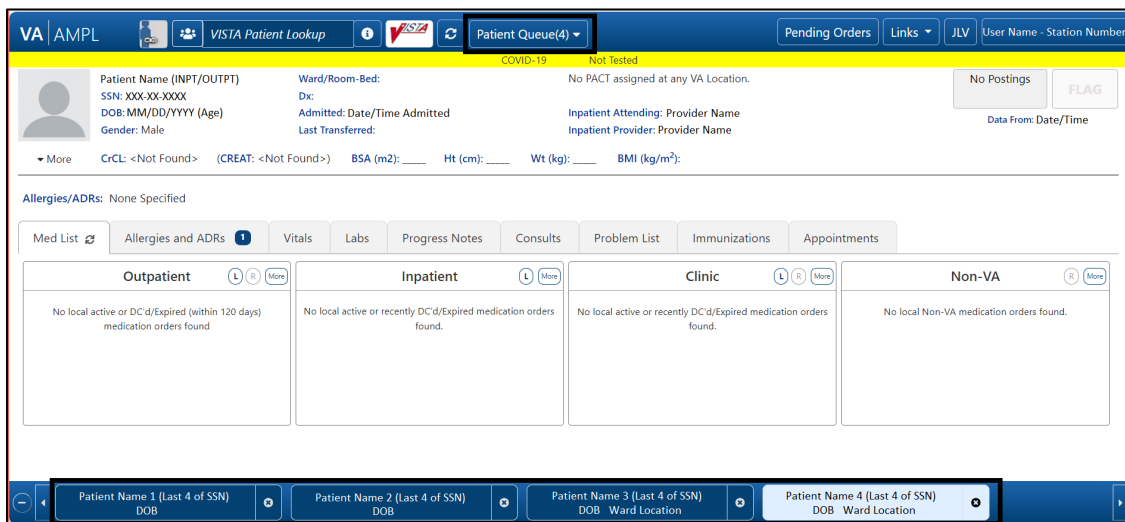 VA AMPL VISTA Patient Lookup VISTA Patient Queue(4) Pending Orders Links JLV User Name - Station Number
COVID-19 Not Tested
Patient Name (INPT/OUTPT) Ward/Room-Bed: No PACT assigned at any VA Location. No Postings FLAG
SSN: XXX-XX-XXXX Dx:
DOB: MM/DD/YYYY (Age) Admitted: Date/Time Admitted Inpatient Attending: Provider Name
Gender: Male Last Transferred: Inpatient Provider: Provider Name
Data From: Date/Time
More CrCL: <Not Found> (CREAT: <Not Found>) BSA (m2): ____ Ht (cm): ____ Wt (kg): ____ BMI (kg/m²):
Allergies/ADRs: None Specified
Med List Allergies and ADRs 1 Vitals Labs Progress Notes Consults Problem List Immunizations Appointments
Outpatient L R More Inpatient L More Clinic L R More Non-VA R More
No local active or DC'd/Expired (within 120 days)
medication orders found
No local active or recently DC'd/Expired medication orders
found.
No local active or recently DC'd/Expired medication orders
found.
No local Non-VA medication orders found.
Patient Name 1 (Last 4 of SSN)
DOB
Patient Name 2 (Last 4 of SSN)
DOB
Patient Name 3 (Last 4 of SSN)
DOB Ward Location
Patient Name 4 (Last 4 of SSN)
DOB Ward Location